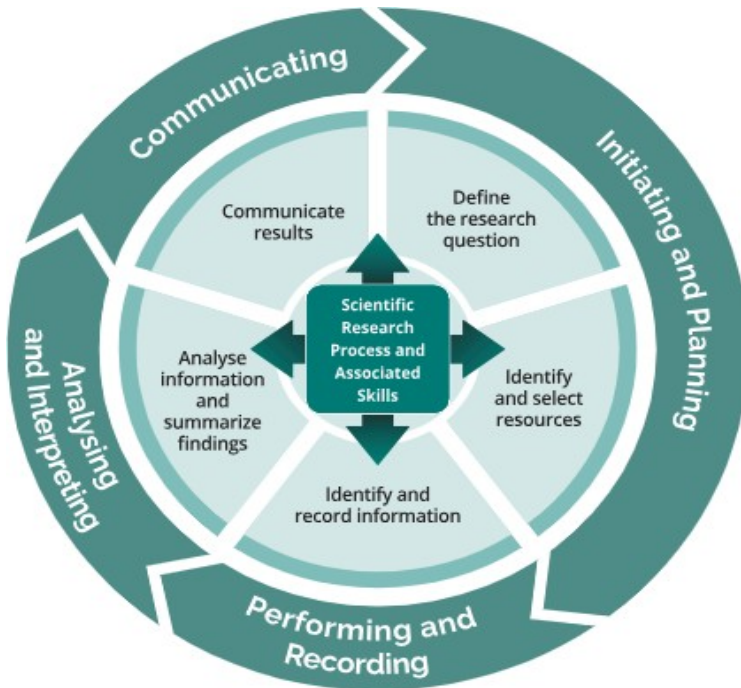 Communicating
Initiating and Planning
Performing and
Recording
Analysing
and Interpreting
Communicate
results
Define
the research
question
Identify
and select
resources
Identify and
record information
Analyse
information
and
summarize
findings
Scientific
Research
Process and
Associated
Skills